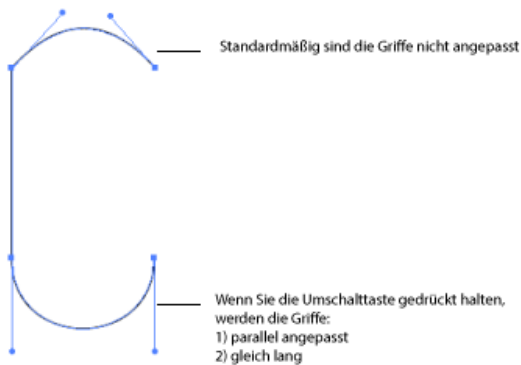 Standardmäßig sind die Griffe nicht angepasst
Wenn Sie die Umschalttaste gedrückt halten,
werden die Griffe:
1) parallel angepasst
2) gleich lang